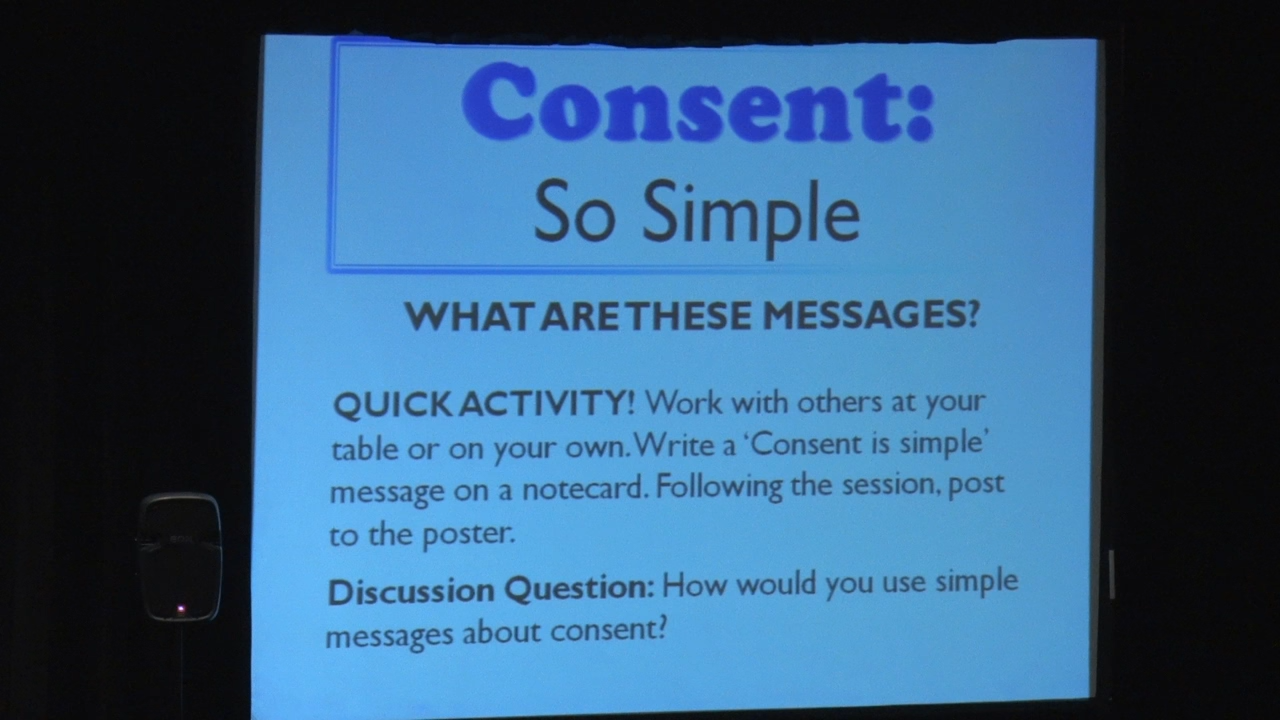 Consent:
So Simple
WHAT ARE THESE MESSAGES?
QUICK ACTIVITY! Work with others at your
table or on your own. Write a ‘Consent is simple’
message on a notecard. Following the session, post
to the poster.
Discussion Question: How would you use simple
messages about consent?